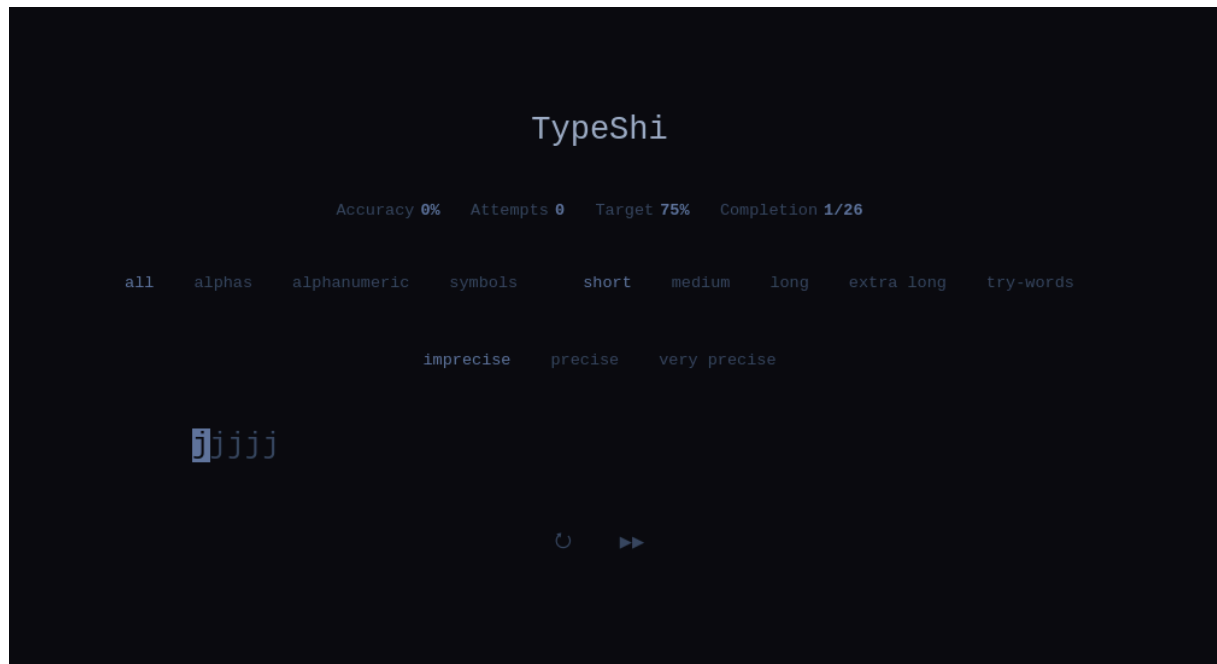 TypeShi
Accuracy 0% Attempts 0 Target 75% Completion 1/26
all alphas alphanumeric symbols short medium long extra long try-words
imprecise precise very precise
jjjjj